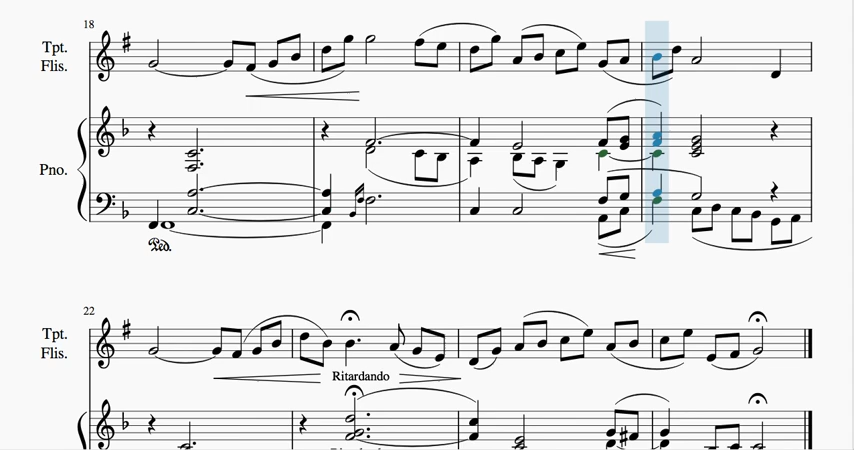 18
Tpt.
Flis.
Pno.
Ped.
22
Tpt.
Flis.
Ritardando